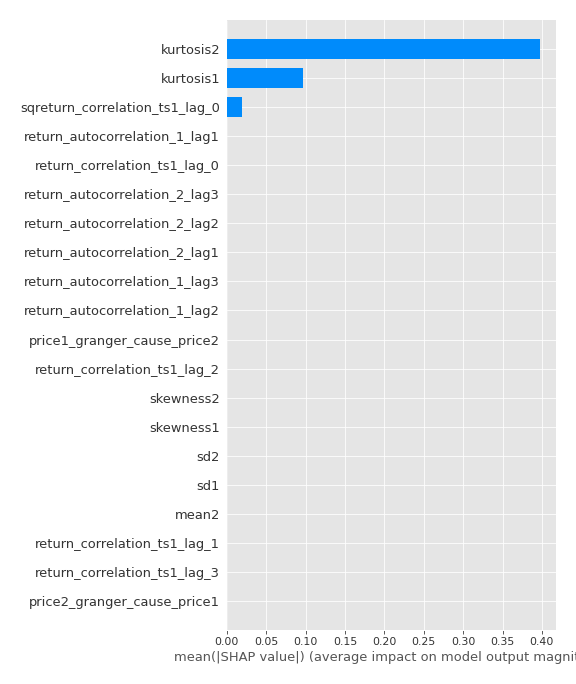 kurtosis2
kurtosis1
sqreturn_correlation_ts1_lag_0
return_autocorrelation_1_lag1
return_correlation_ts1_lag_0
return_autocorrelation_2_lag3
return_autocorrelation_2_lag2
return_autocorrelation_2_lag1
return_autocorrelation_1_lag3
return_autocorrelation_1_lag2
price1_granger_cause_price2
return_correlation_ts1_lag_2
skewness2
skewness1
sd2
sd1
mean2
return_correlation_ts1_lag_1
return_correlation_ts1_lag_3
price2_granger_cause_price1
0.00 0.05 0.10 0.15 0.20 0.25 0.30 0.35 0.40
mean(|SHAP value|) (average impact on model output magnit